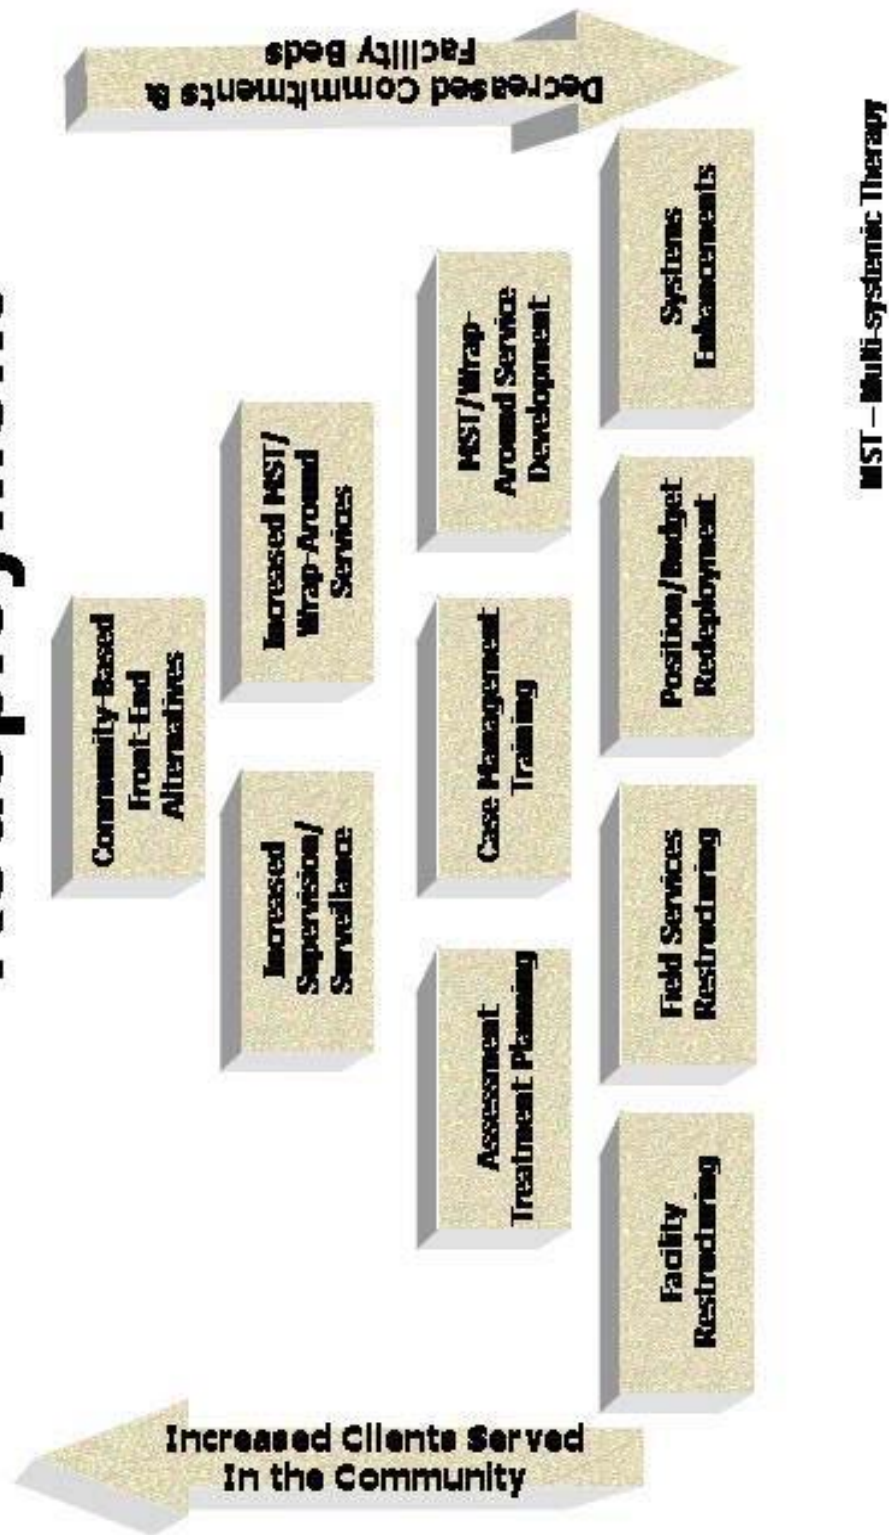 Community-Based
Front-End
Alternatives
Increased
Supervision/
Surveillance
Increased MST/
Wrap-Around
Services
Assessment
Treatment Planning
Case Management
Training
MST/Wrap-
Around Service
Development
Facility
Restructuring
Field Services
Restructuring
Position/Budget
Redeployment
Systems
Enhancements
Increased Clients Served
In the Community
Decreased Commitments &
Facility Beds
MST – Multi-systemic Therapy